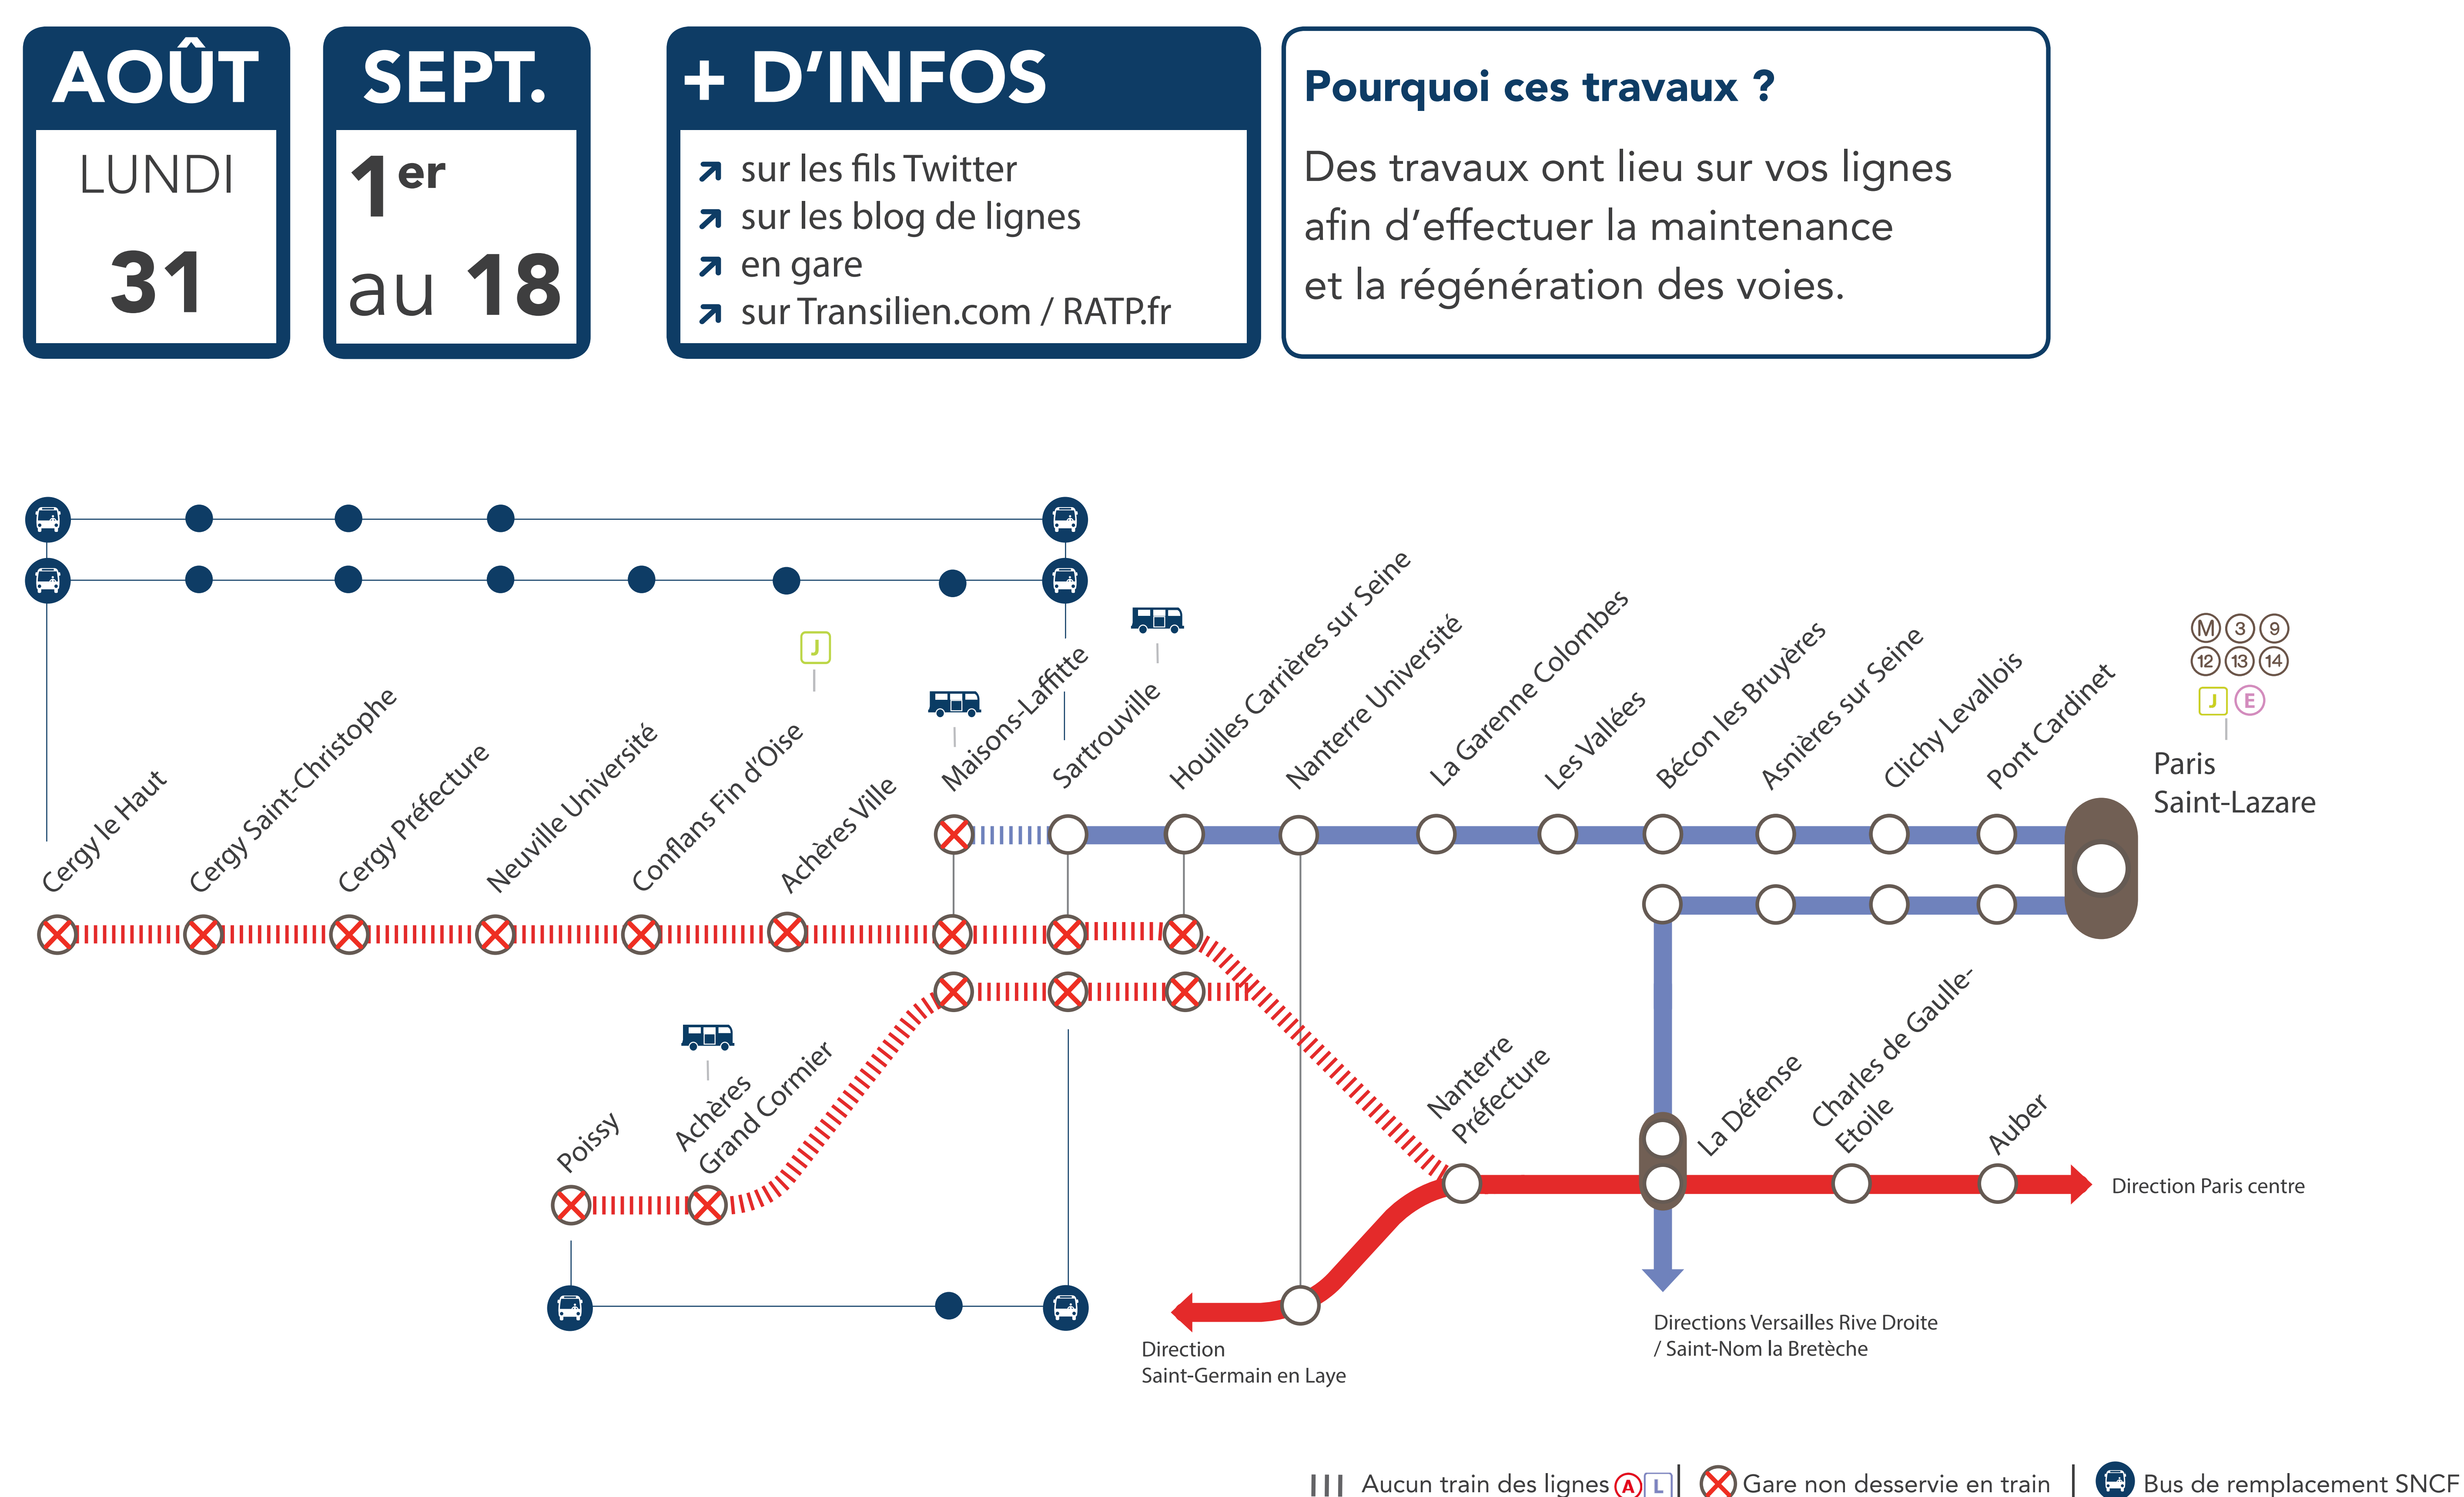 AOÛT
LUNDI
31
SEPT.
1er
au 18
+ D’INFOS
sur les fils Twitter
sur les blog de lignes
en gare
sur Transilien.com / RATP.fr
Pourquoi ces travaux ?
Des travaux ont lieu sur vos lignes
afin d’effectuer la maintenance
et la régénération des voies.
Cergy le Haut
Cergy Saint-Christophe
Cergy Préfecture
Neuville Université
Conflans Fin d’Oise
J
Achères Ville
Maisons-Laffitte
Sartrouville
Houilles Carrières sur Seine
Nanterre Université
La Garenne Colombes
Les Vallées
Bécon les Bruyères
Asnières sur Seine
Clichy Levallois
Pont Cardinet
M 3 9
12 13 14
J E
Paris
Saint-Lazare
Poissy
Achères
Grand Cormier
Nanterre
Préfecture
La Défense
Charles de Gaulle-
Etoile
Auber
Direction Paris centre
Direction
Saint-Germain en Laye
Directions Versailles Rive Droite
/ Saint-Nom la Bretèche
Aucun train des lignes A L
Gare non desservie en train
Bus de remplacement SNCF